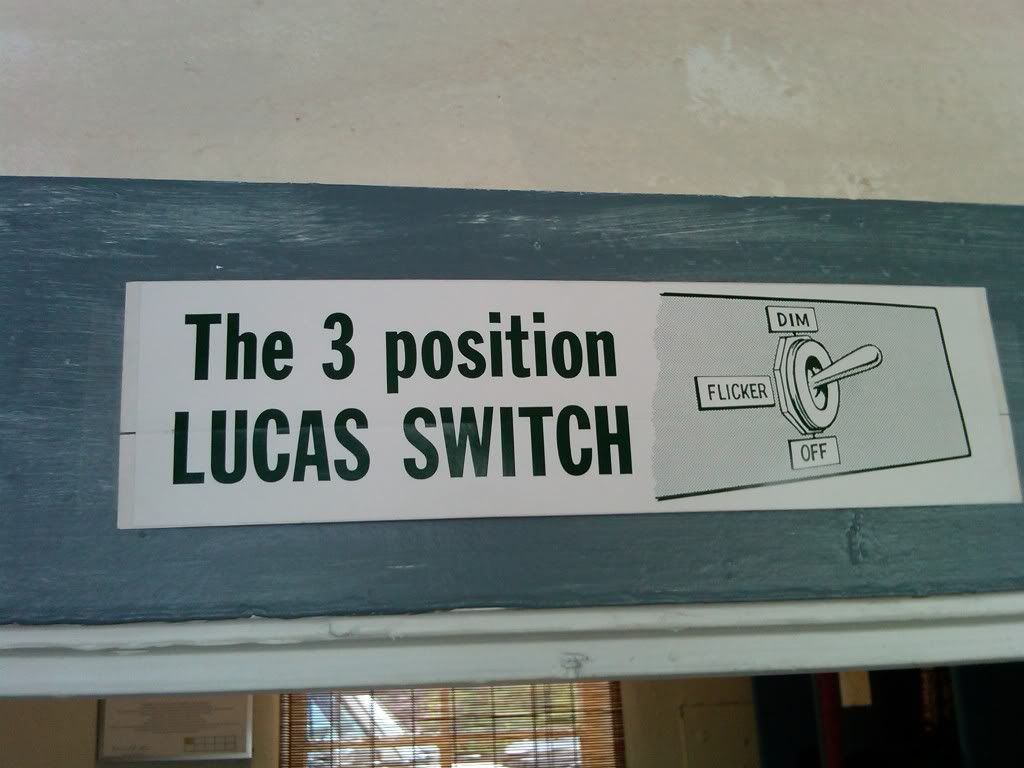 The 3 position
LUCAS SWITCH
DIM
FLICKER
OFF